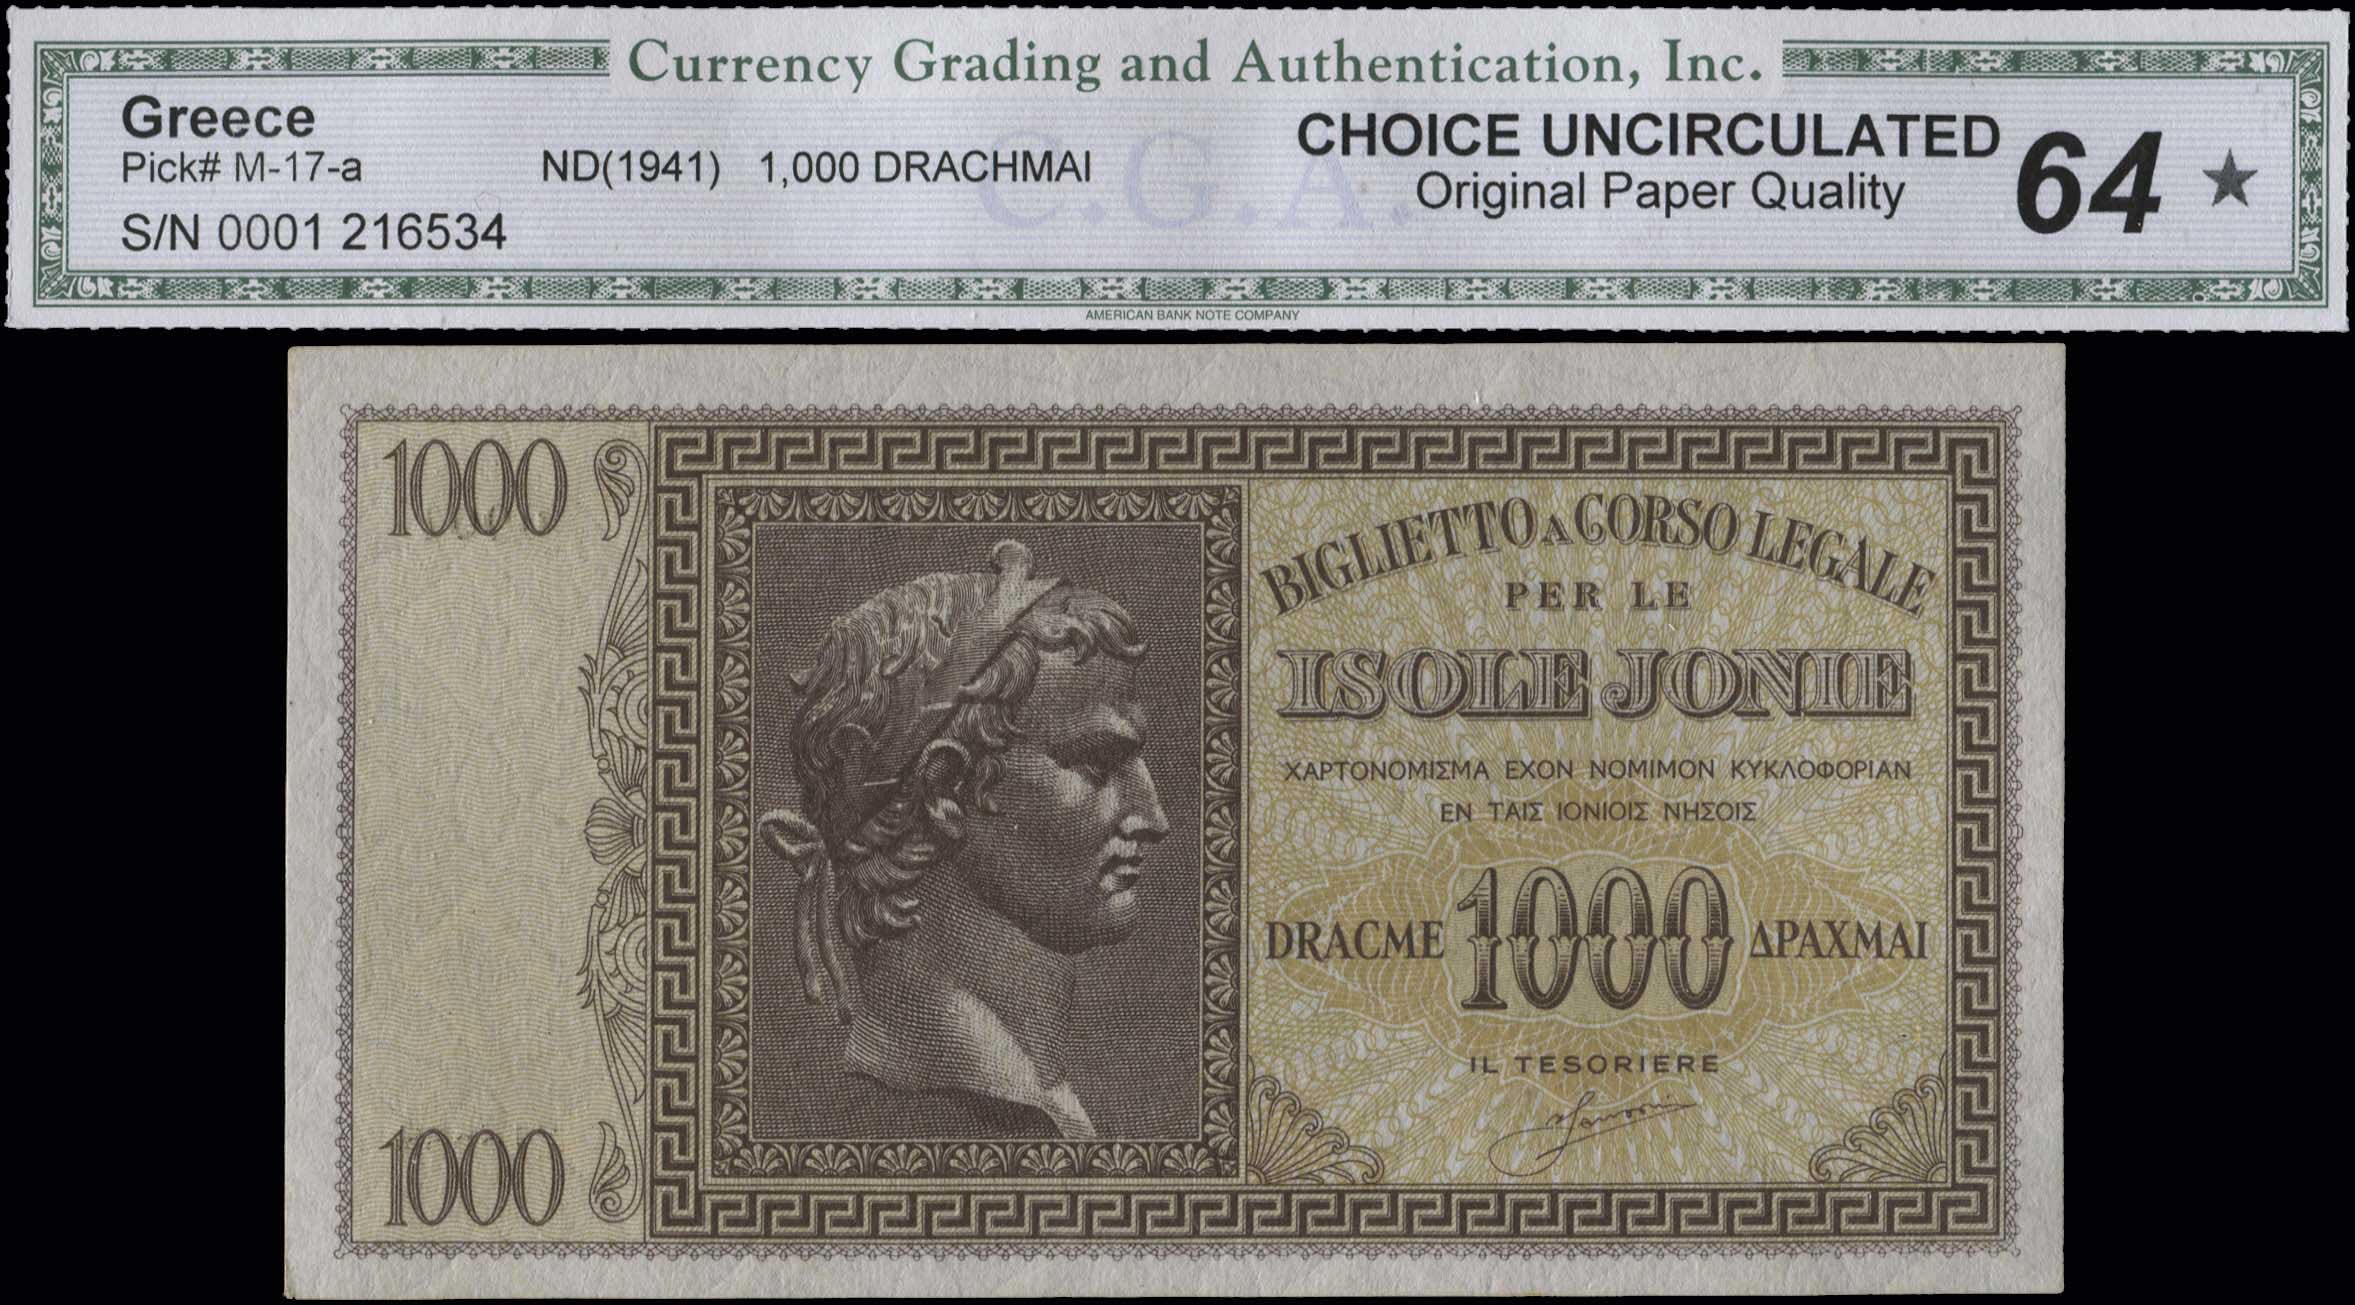 Currency Grading and Authentication, Inc.
Greece
Pick# M-17-a ND(1941) 1,000 DRACHMAI
S/N 0001 216534
CHOICE UNCIRCULATED
Original Paper Quality
64 ★
C.G.A.
AMERICAN BANK NOTE COMPANY
1000
BIGLIETTO A CORSO LEGALE
PER LE
ISOLE JONIE
ΧΑΡΤΟΝΟΜΙΣΜΑ ΕΧΟΝ ΝΟΜΙΜΟΝ ΚΥΚΛΟΦΟΡΙΑΝ
ΕΝ ΤΑΙΣ ΙΟΝΙΟΙΣ ΝΗΣΟΙΣ
DRACME 1000 ΔΡΑΧΜΑΙ
IL TESORIERE
1000